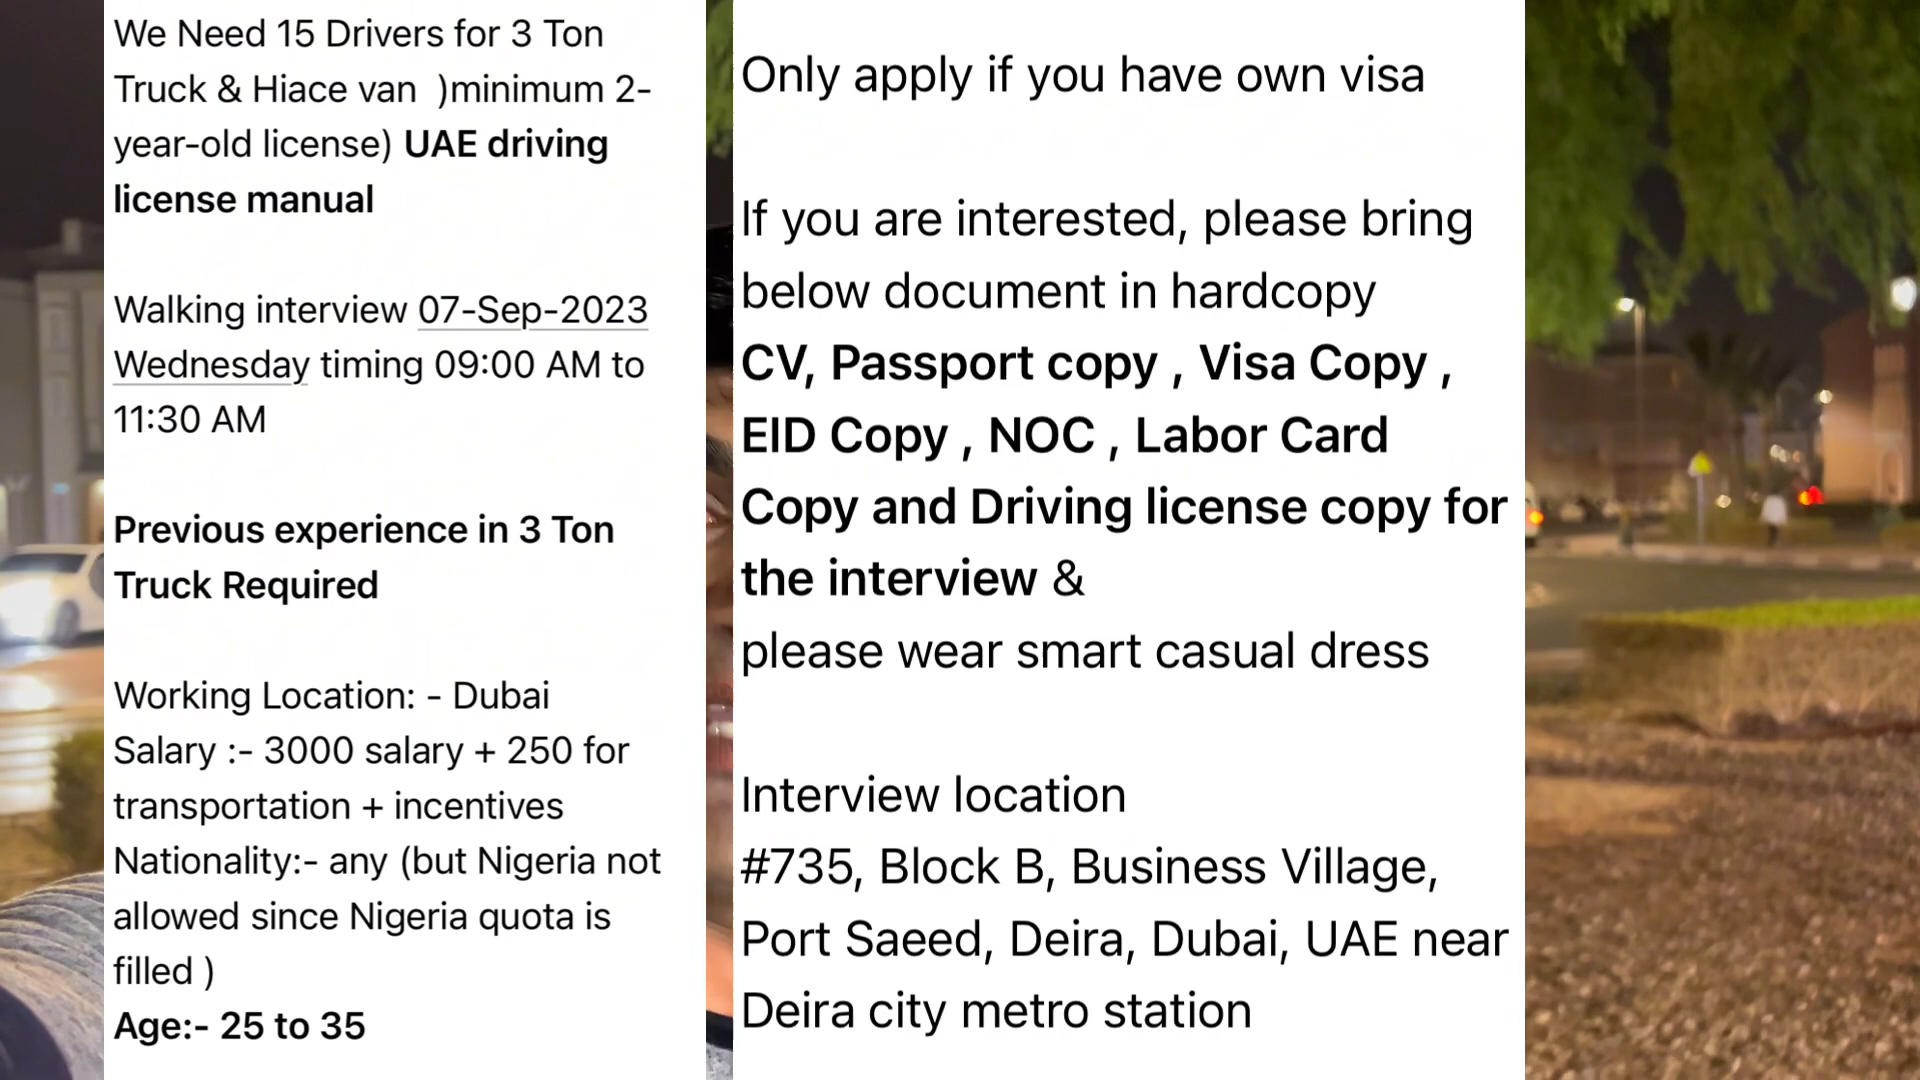 We Need 15 Drivers for 3 Ton
Truck & Hiace van  )minimum 2-
year-old license) UAE driving
license manual
Walking interview 07-Sep-2023
Wednesday timing 09:00 AM to
11:30 AM
Previous experience in 3 Ton
Truck Required
Working Location: - Dubai
Salary :- 3000 salary + 250 for
transportation + incentives
Nationality:- any (but Nigeria not
allowed since Nigeria quota is
filled )
Age:- 25 to 35
Only apply if you have own visa
If you are interested, please bring
below document in hardcopy
CV, Passport copy , Visa Copy ,
EID Copy , NOC , Labor Card
Copy and Driving license copy for
the interview &
please wear smart casual dress
Interview location
#735, Block B, Business Village,
Port Saeed, Deira, Dubai, UAE near
Deira city metro station